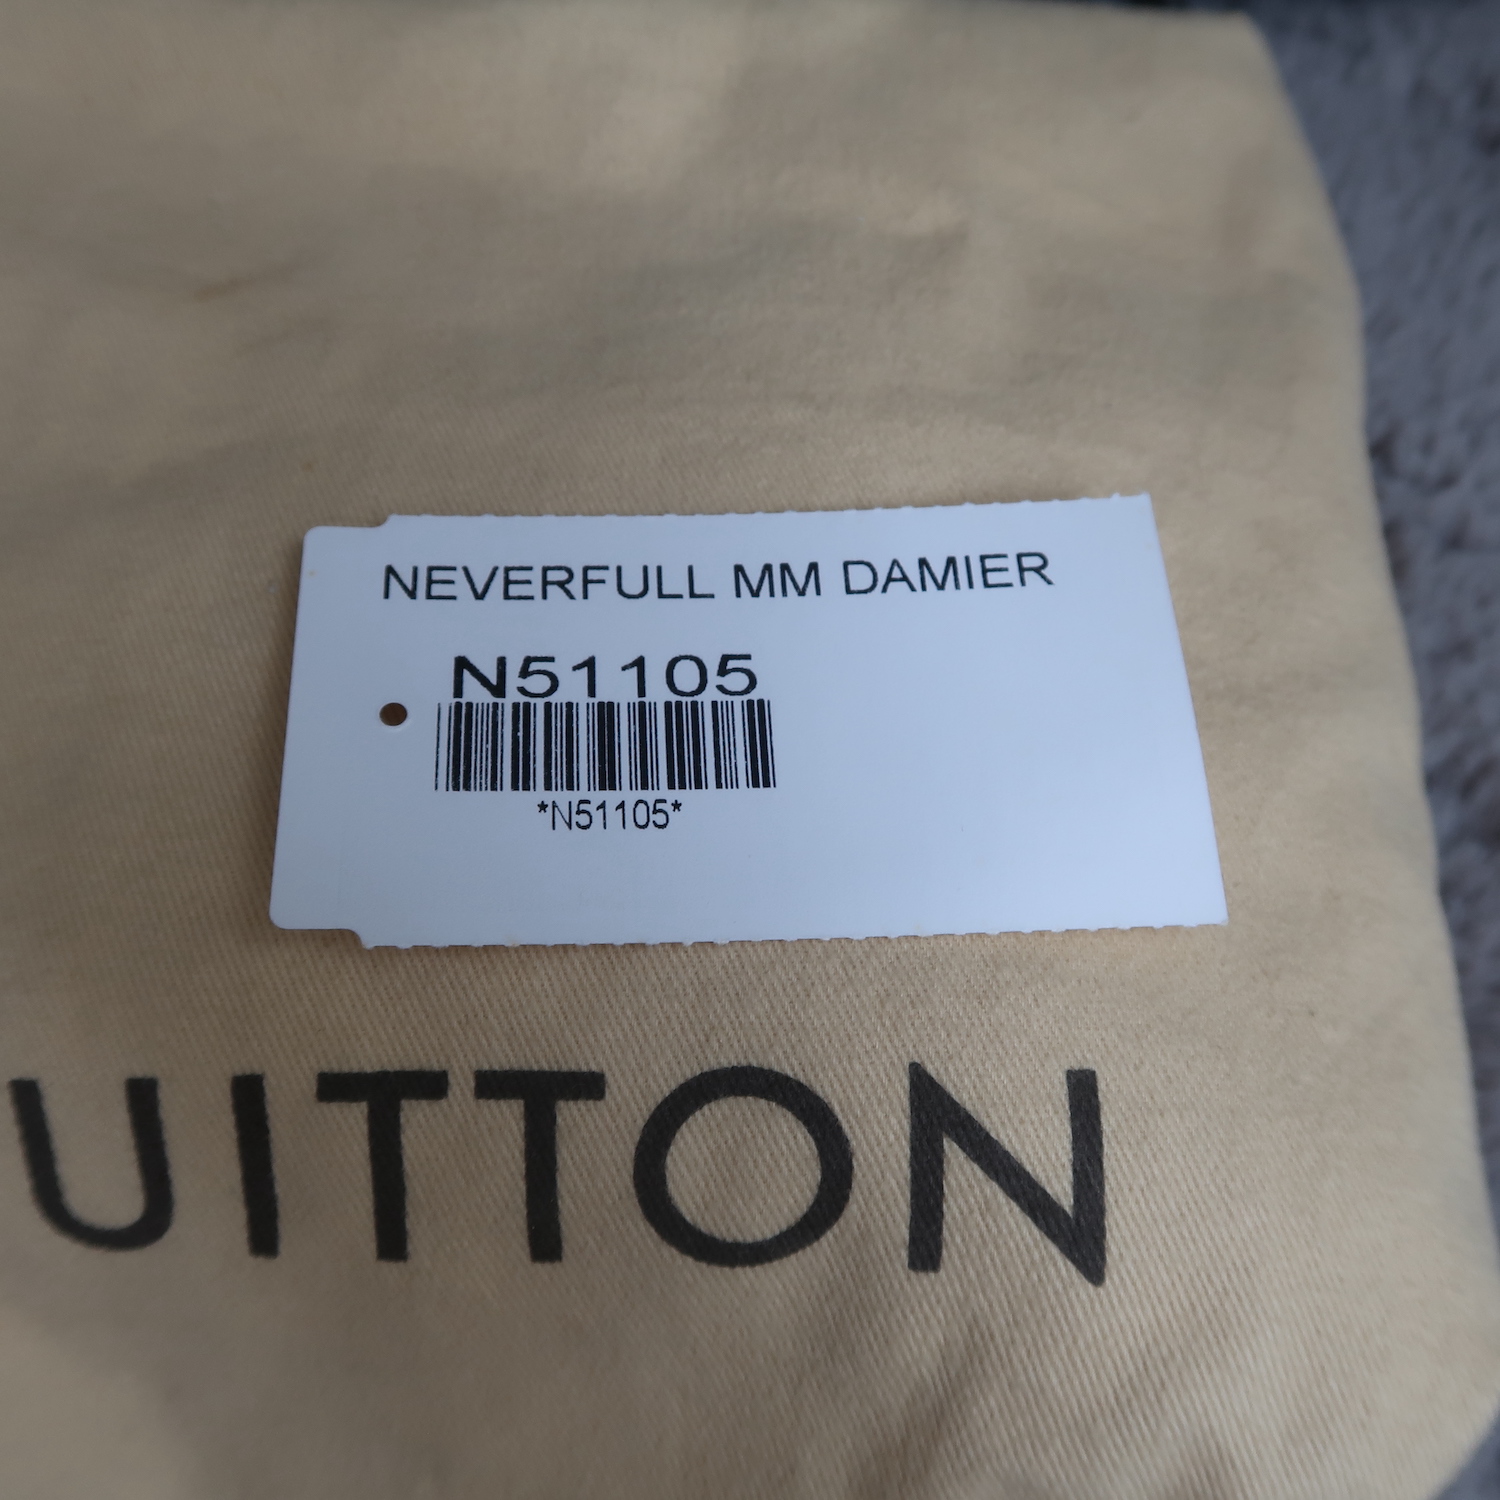 NEVERFULL MM DAMIER
N51105
*N51105*
UITTON